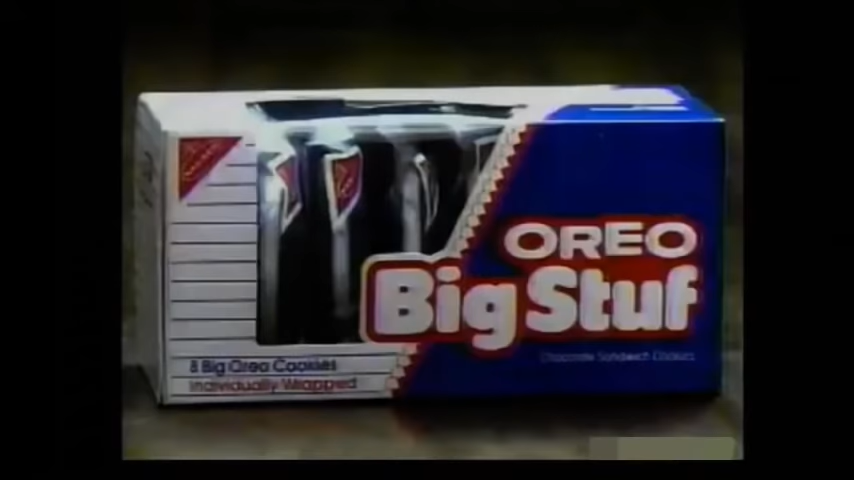 OREO
Big Stuf
Chocolate Sandwich Cookies
8 Big Oreo Cookies
Individually Wrapped